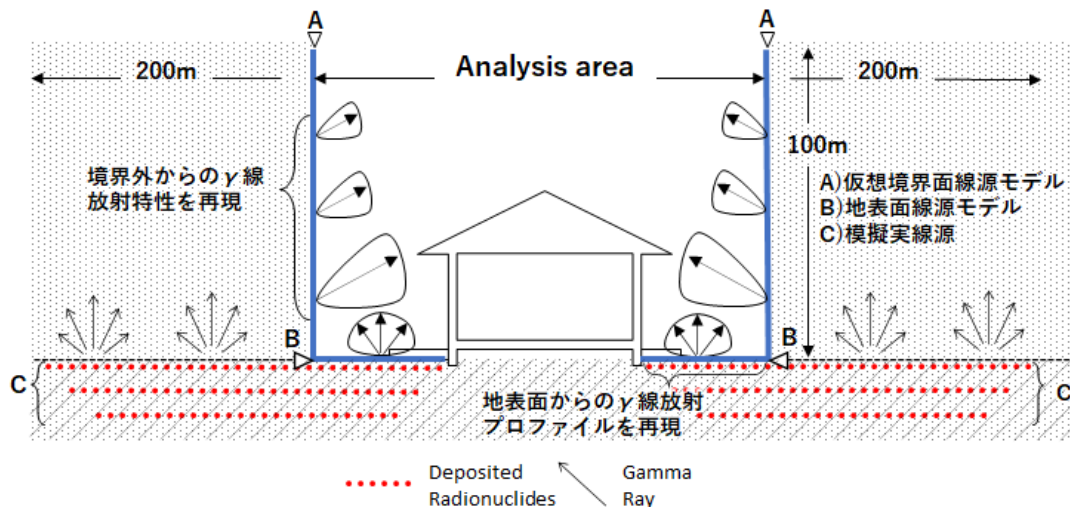 A
A
200m
Analysis area
200m
100m
境界外からのγ線
放射特性を再現
A)仮想境界面線源モデル
B)地表面線源モデル
C)模擬実線源
B
B
C
C
地表面からのγ線放射
プロファイルを再現
Deposited
Radionuclides
Gamma
Ray